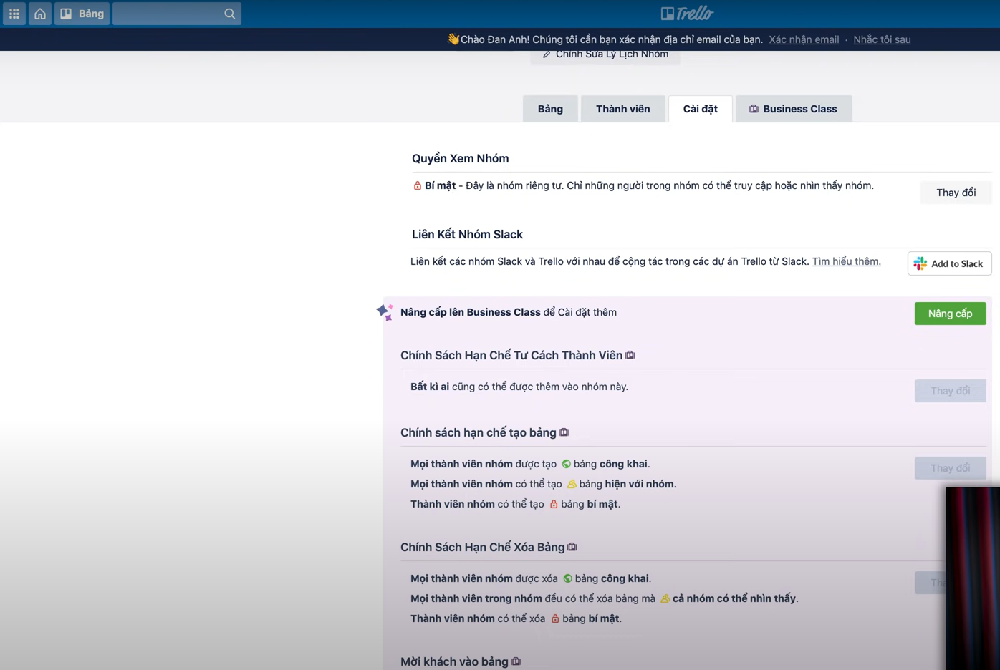 Bảng
Trello
👋Chào Đan Anh! Chúng tôi cần bạn xác nhận địa chỉ email của bạn. Xác nhận email · Nhắc tôi sau
Chỉnh Sửa Lý Lịch Nhóm
Bảng
Thành viên
Cài đặt
Business Class
Quyền Xem Nhóm
Bí mật - Đây là nhóm riêng tư. Chỉ những người trong nhóm có thể truy cập hoặc nhìn thấy nhóm.
Thay đổi
Liên Kết Nhóm Slack
Liên kết các nhóm Slack và Trello với nhau để cộng tác trong các dự án Trello từ Slack. Tìm hiểu thêm.
Add to Slack
Nâng cấp lên Business Class để Cài đặt thêm
Nâng cấp
Chính Sách Hạn Chế Tư Cách Thành Viên
Bất kì ai cũng có thể được thêm vào nhóm này.
Thay đổi
Chính sách hạn chế tạo bảng
Mọi thành viên nhóm được tạo bảng công khai.
Thay đổi
Mọi thành viên nhóm có thể tạo bảng hiện với nhóm.
Thành viên nhóm có thể tạo bảng bí mật.
Chính Sách Hạn Chế Xóa Bảng
Mọi thành viên nhóm được xóa bảng công khai.
Mọi thành viên trong nhóm đều có thể xóa bảng mà cả nhóm có thể nhìn thấy.
Thành viên nhóm có thể xóa bảng bí mật.
Mời khách vào bảng